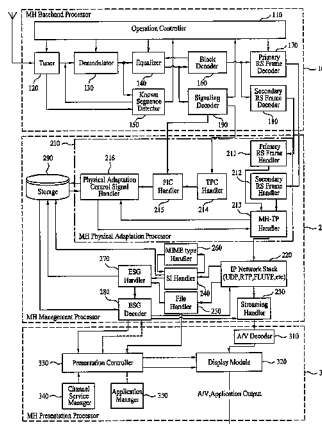 MH Baseband Processor
110
Operation Controller
170
Tuner
Demodulator
Equalizer
Block Decoder
Primary RS Frame Decoder
120
130
140
160
Known Sequence Detector
Signaling Decoder
Secondary RS Frame Decoder
150
190
180
210
Primary RS Frame Handler
211
290
216
212
Storage
Physical Adaptation Control Signal Handler
FIC Handler
TPC Handler
Secondary RS Frame Handler
215
214
213
MH-TP Handler
MH Physical Adaptation Processor
MIME type Handler
260
270
220
ESG Handler
SI Handler
IP Network Stack (UDP,RTP,FLUTE,etc)
280
240
230
ESG Decoder
File Handler
250
Streaming Handler
MH Management Processor
A/V Decoder
310
330
Presentation Controller
Display Module
320
340
Channel Service Manager
Application Manager
350
A/V,Application Output
MH Presentation Processor